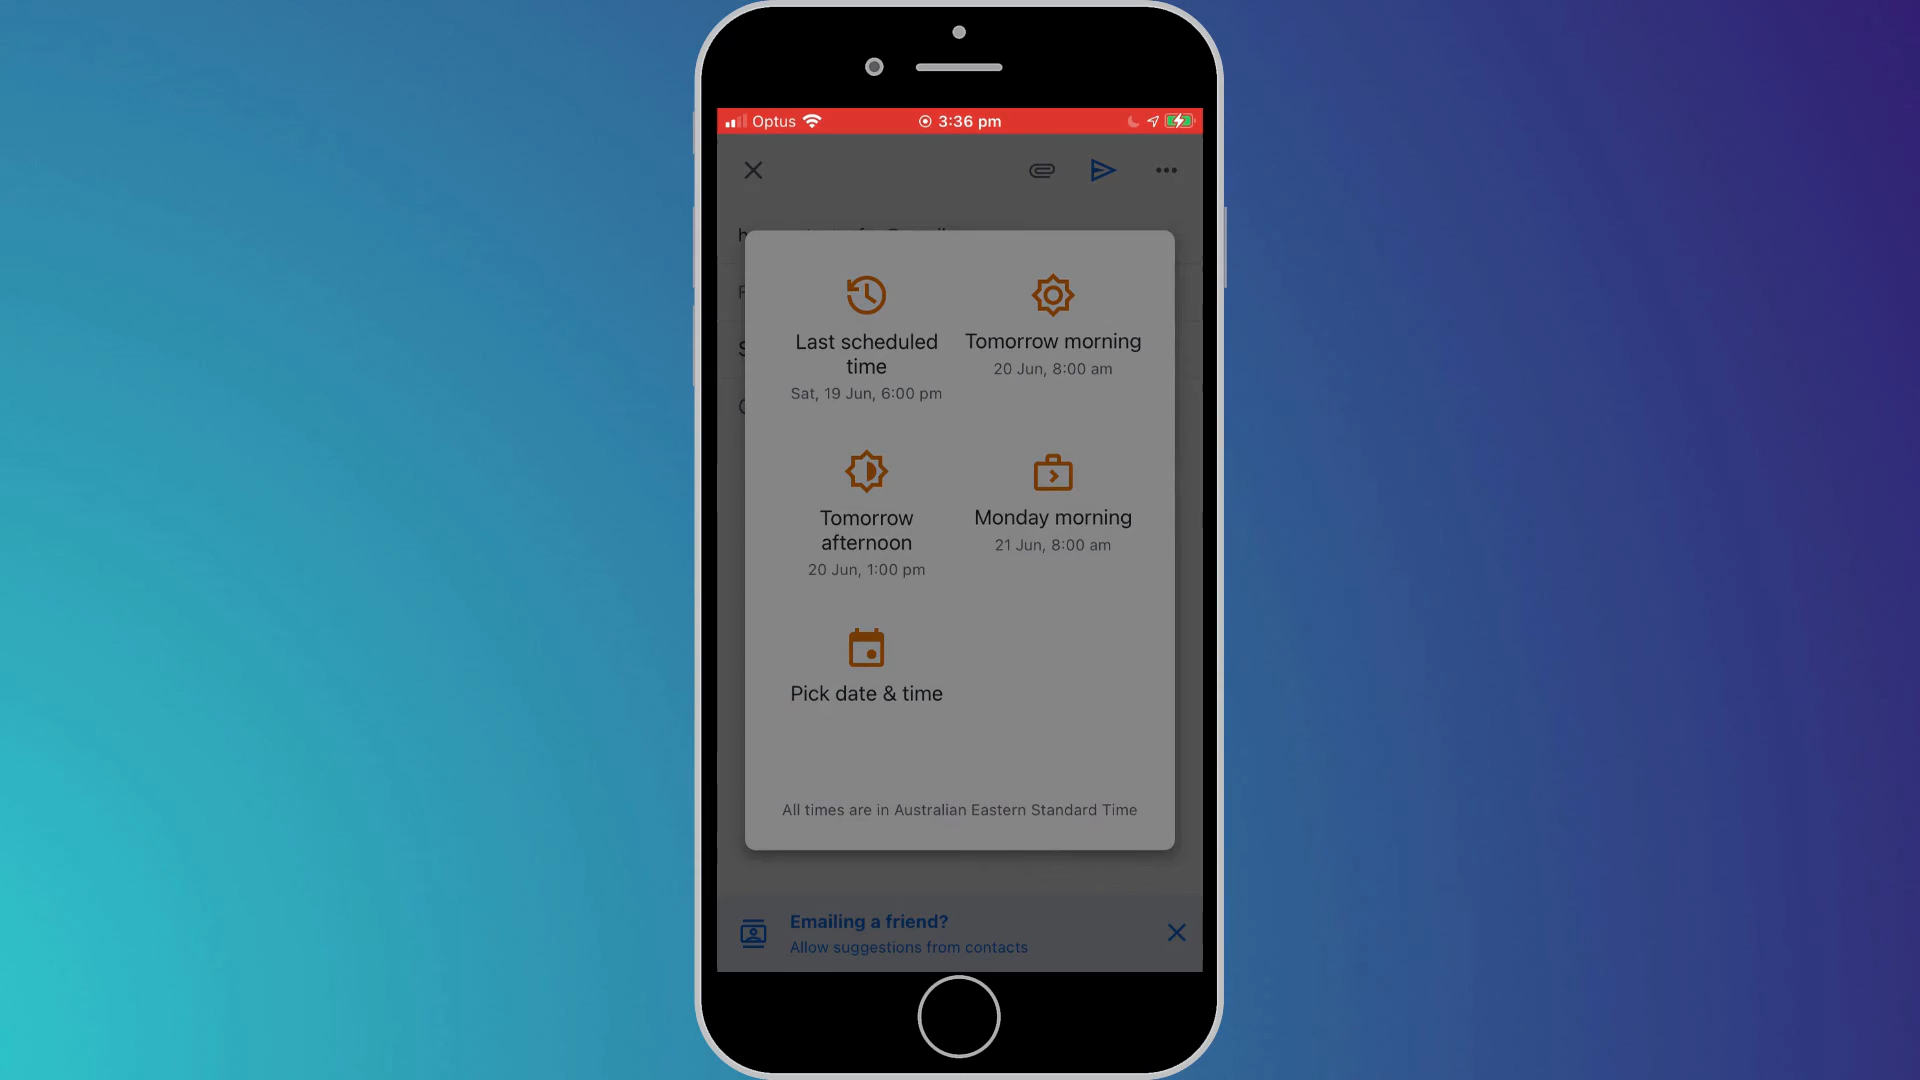 Optus
3:36 pm
Last scheduled
time
Sat, 19 Jun, 6:00 pm
Tomorrow morning
20 Jun, 8:00 am
Tomorrow
afternoon
20 Jun, 1:00 pm
Monday morning
21 Jun, 8:00 am
Pick date & time
All times are in Australian Eastern Standard Time
Emailing a friend?
Allow suggestions from contacts